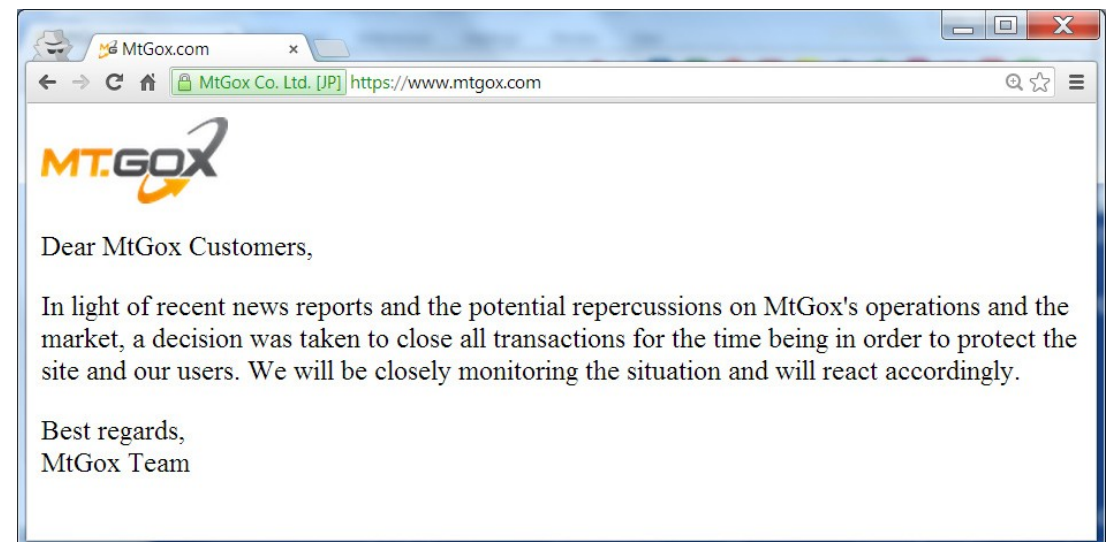 MtGox.com
MtGox Co. Ltd. [JP] https://www.mtgox.com
MT.GOX
Dear MtGox Customers,
In light of recent news reports and the potential repercussions on MtGox's operations and the
market, a decision was taken to close all transactions for the time being in order to protect the
site and our users. We will be closely monitoring the situation and will react accordingly.
Best regards,
MtGox Team